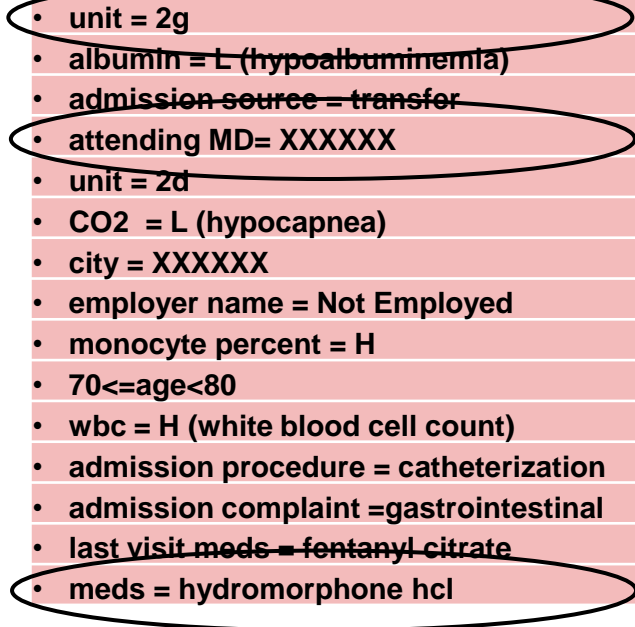 • unit = 2g
• albumin = L (hypoalbuminemia)
• admission source = transfer
• attending MD= XXXXXX
• unit = 2d
• CO2 = L (hypocapnea)
• city = XXXXXX
• employer name = Not Employed
• monocyte percent = H
• 70<=age<80
• wbc = H (white blood cell count)
• admission procedure = catheterization
• admission complaint =gastrointestinal
• last visit meds = fentanyl citrate
• meds = hydromorphone hcl